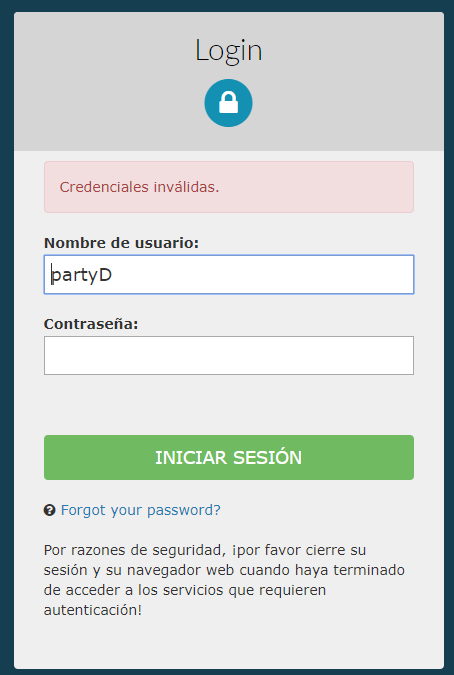 Login
Credenciales inválidas.
Nombre de usuario:
partyD
Contraseña:
INICIAR SESIÓN
Forgot your password?
Por razones de seguridad, ¡por favor cierre su
sesión y su navegador web cuando haya terminado
de acceder a los servicios que requieren
autenticación!